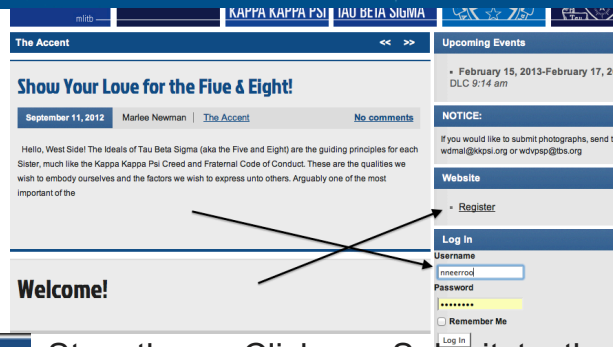 mlitb
KAPPA KAPPA PSI TAU BETA SIGMA
The Accent << >>
Show Your Love for the Five & Eight!
September 11, 2012 Marlee Newman The Accent No comments
Hello, West Side! The Ideals of Tau Beta Sigma (aka the Five and Eight) are the guiding principles for each
Sister, much like the Kappa Kappa Psi Creed and Fraternal Code of Conduct. These are the qualities we
wish to embody ourselves and the factors we wish to express unto others. Arguably one of the most
important of the
Welcome!
Upcoming Events
February 15, 2013-February 17, 2
DLC 9:14 am
NOTICE:
If you would like to submit photographs, send
wdmal@kkpsi.org or wdvpsp@tbs.org
Website
Register
Log In
Username
nneerroo
Password
Remember Me
Log In